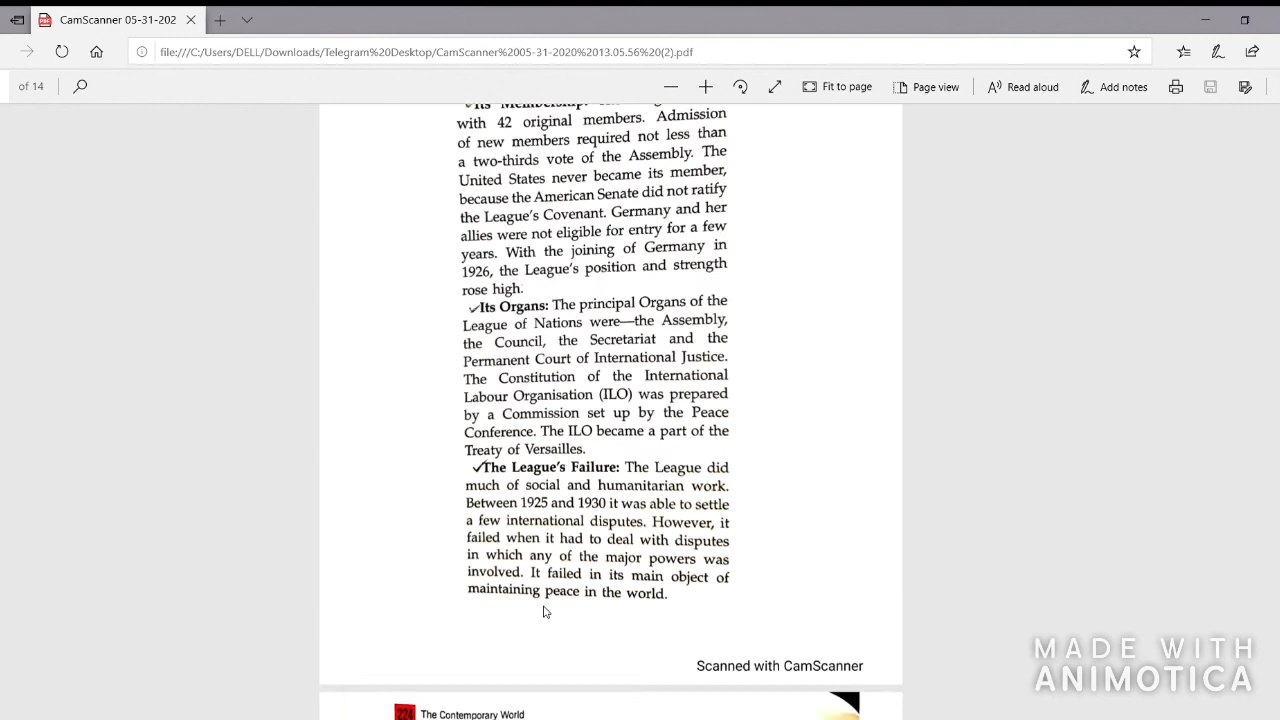 CamScanner 05-31-202
file:///C:/Users/DELL/Downloads/Telegram%20Desktop/CamScanner%2005-31-2020%2013.05.56%20(2).pdf
of 14
Fit to page
Page view
Read aloud
Add notes
Its Membership:
with 42 original members. Admission
of new members required not less than
a two-thirds vote of the Assembly. The
United States never became its member,
because the American Senate did not ratify
the League's Covenant. Germany and her
allies were not eligible for entry for a few
years. With the joining of Germany in
1926, the League's position and strength
rose high.
Its Organs: The principal Organs of the
League of Nations were—the Assembly,
the Council, the Secretariat and the
Permanent Court of International Justice.
The Constitution of the International
Labour Organisation (ILO) was prepared
by a Commission set up by the Peace
Conference. The ILO became a part of the
Treaty of Versailles.
The League's Failure: The League did
much of social and humanitarian work.
Between 1925 and 1930 it was able to settle
a few international disputes. However, it
failed when it had to deal with disputes
in which any of the major powers was
involved. It failed in its main object of
maintaining peace in the world.
Scanned with CamScanner
224 The Contemporary World
MADE WITH
ANIMOTICA